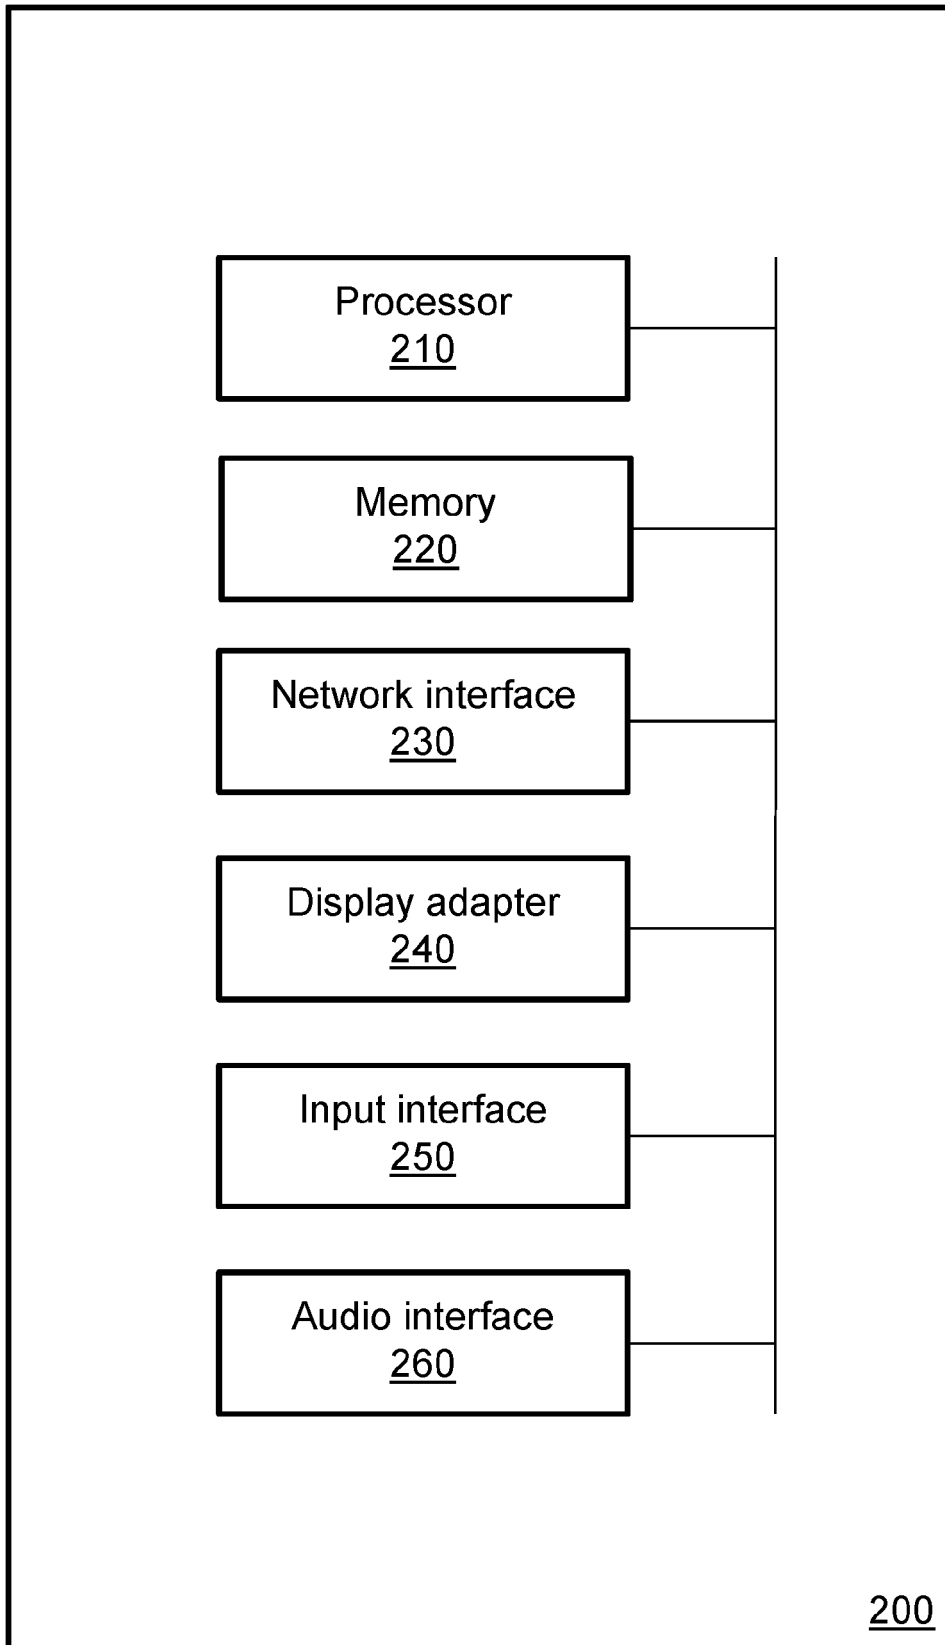 Processor
210
Memory
220
Network interface
230
Display adapter
240
Input interface
250
Audio interface
260
200